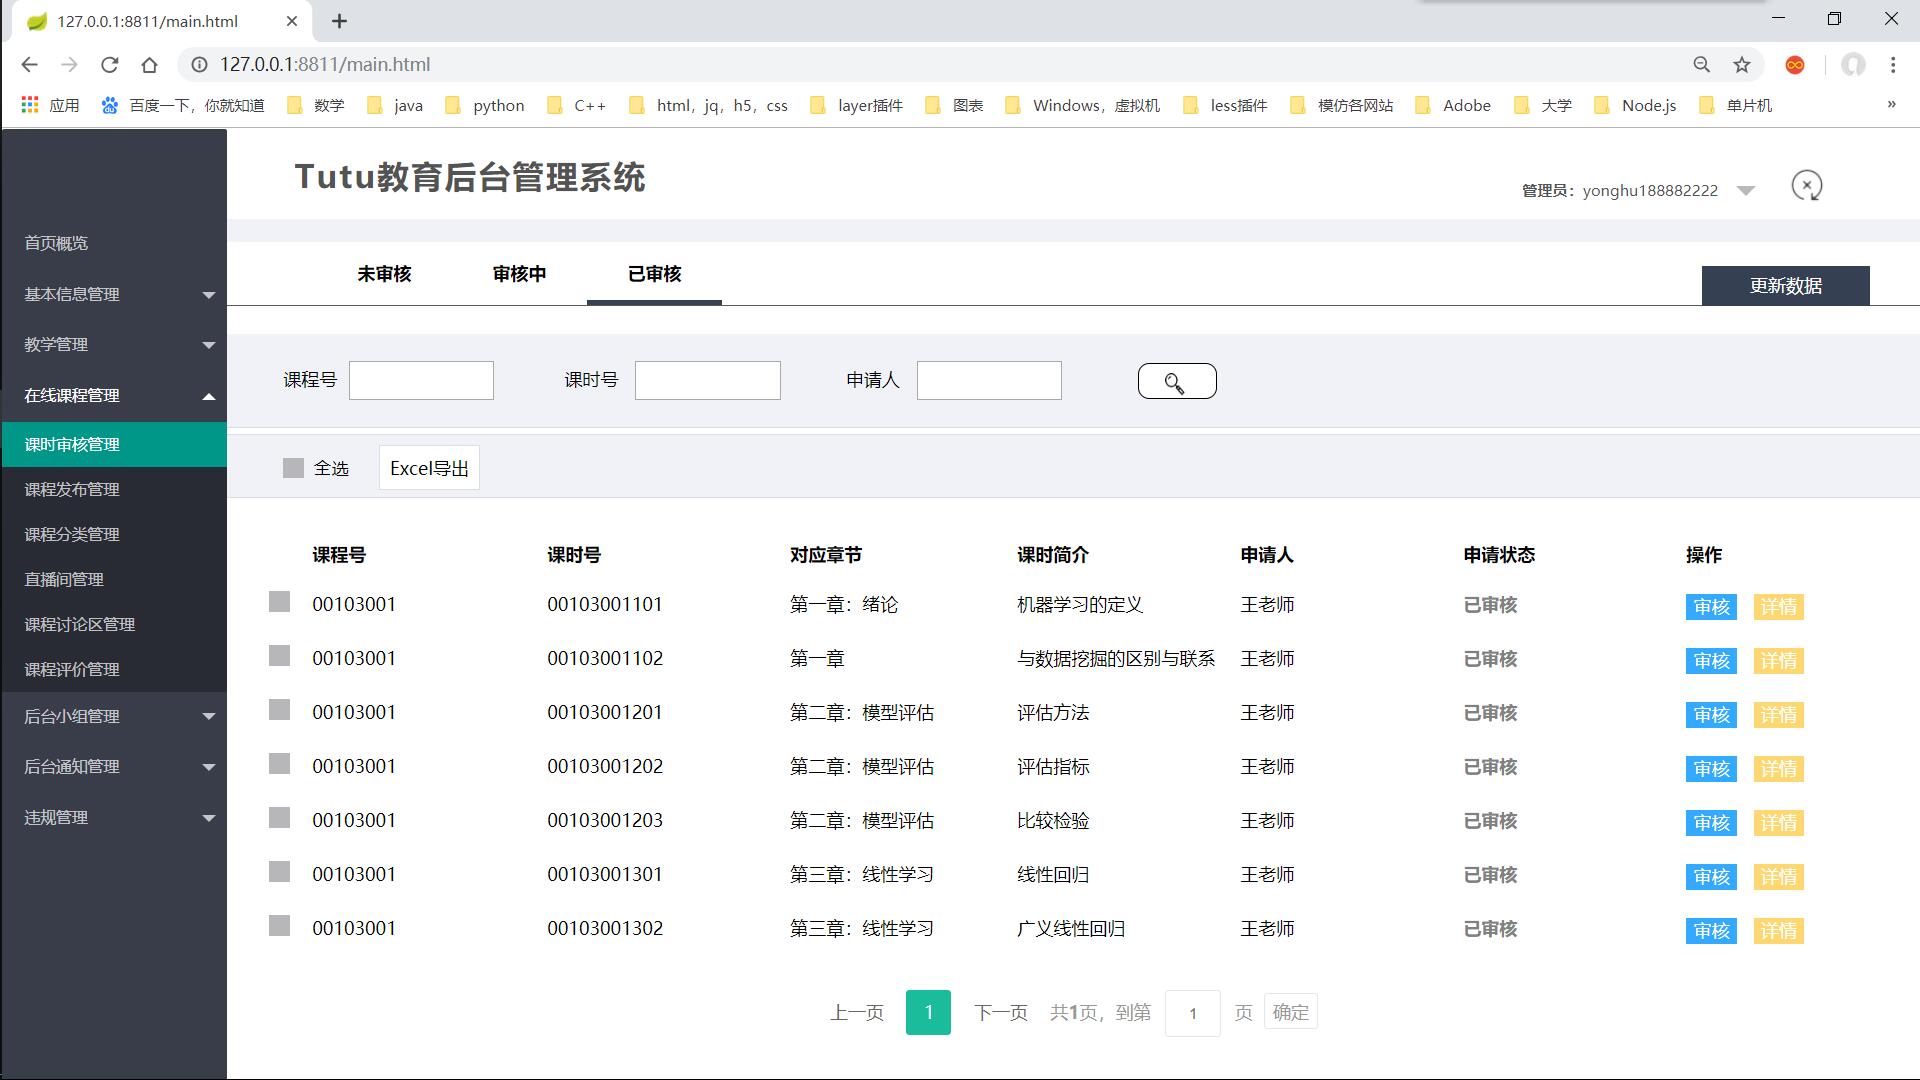 127.0.0.1:8811/main.html
127.0.0.1:8811/main.html
应用 百度一下，你就知道 数学 java python C++ html，jq，h5，css layer插件 图表 Windows，虚拟机 less插件 模仿各网站 Adobe 大学 Node.js 单片机 »
Tutu教育后台管理系统
管理员：yonghu188882222
首页概览
基本信息管理
教学管理
在线课程管理
课时审核管理
课程发布管理
课程分类管理
直播间管理
课程讨论区管理
课程评价管理
后台小组管理
后台通知管理
违规管理
未审核 审核中 已审核 更新数据
课程号 课时号 申请人
全选 Excel导出
课程号 课时号 对应章节 课时简介 申请人 申请状态 操作
00103001 00103001101 第一章：绪论 机器学习的定义 王老师 已审核 审核 详情
00103001 00103001102 第一章 与数据挖掘的区别与联系 王老师 已审核 审核 详情
00103001 00103001201 第二章：模型评估 评估方法 王老师 已审核 审核 详情
00103001 00103001202 第二章：模型评估 评估指标 王老师 已审核 审核 详情
00103001 00103001203 第二章：模型评估 比较检验 王老师 已审核 审核 详情
00103001 00103001301 第三章：线性学习 线性回归 王老师 已审核 审核 详情
00103001 00103001302 第三章：线性学习 广义线性回归 王老师 已审核 审核 详情
上一页 1 下一页 共1页，到第 1 页 确定